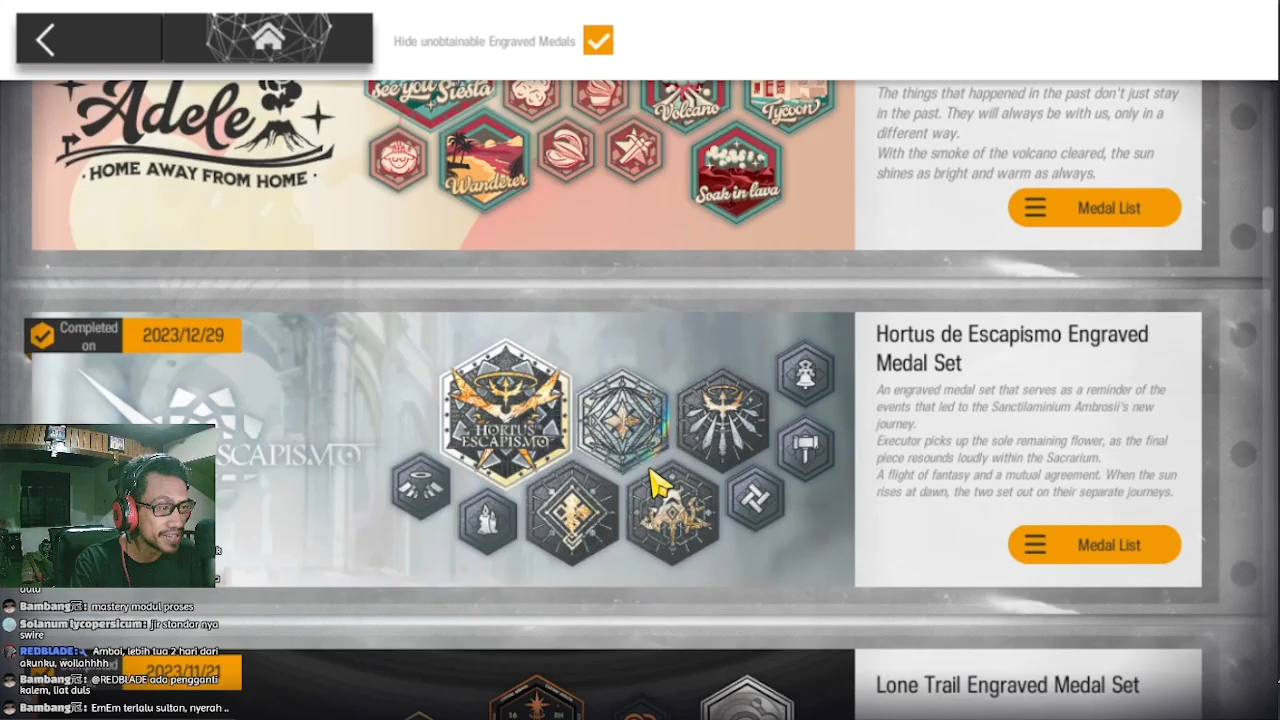 Hide unobtainable Engraved Medals
Adele
HOME AWAY FROM HOME
see you Siesta
Volcano
Tycoon
Wanderer
Soak in lava
The things that happened in the past don't just stay
in the past. They will always be with us, only in a
different way.
With the smoke of the volcano cleared, the sun
shines as bright and warm as always.
Medal List
Completed
on
2023/12/29
HORTUS
ESCAPISMO
SCAPISMO
Hortus de Escapismo Engraved
Medal Set
An engraved medal set that serves as a reminder of the
events that led to the Sanctilaminium Ambrosii's new
journey.
Executor picks up the sole remaining flower, as the final
piece resounds loudly within the Sacrarium.
A flight of fantasy and a mutual agreement. When the sun
rises at dawn, the two set out on their separate journeys.
Medal List
Bambang: mastery modul proses
Solanum lycopersicum: jir standar nya
swire
REDBLADE: Amboi, lebih tua 2 hari dari
akunku, wollahhhh
Bambang: @REDBLADE ada pengganti
kalem, liat duls
Bambang: EmEm terlalu sultan, nyerah ..
2023/11/21
Lone Trail Engraved Medal Set